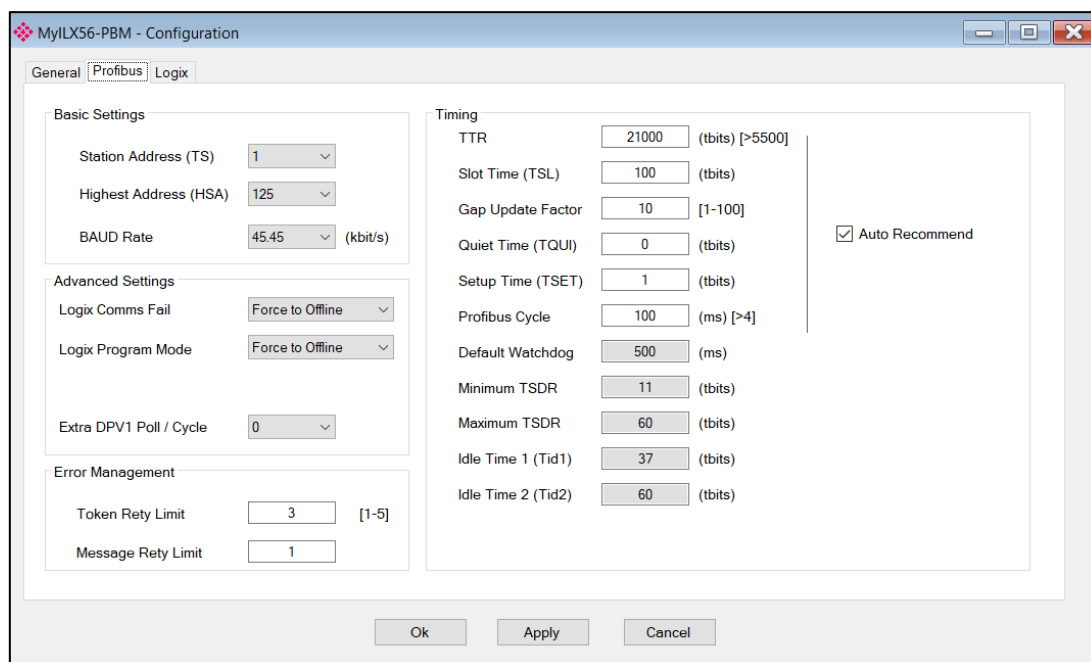 MyILX56-PBM - Configuration
General Profibus Logix
Basic Settings
Station Address (TS) 1
Highest Address (HSA) 125
BAUD Rate 45.45 (kbit/s)
Advanced Settings
Logix Comms Fail Force to Offline
Logix Program Mode Force to Offline
Extra DPV1 Poll / Cycle 0
Error Management
Token Rety Limit 3 [1-5]
Message Rety Limit 1
Timing
TTR 21000 (tbits) [>5500]
Slot Time (TSL) 100 (tbits)
Gap Update Factor 10 [1-100]
Quiet Time (TQUI) 0 (tbits)
Setup Time (TSET) 1 (tbits)
Profibus Cycle 100 (ms) [>4]
Default Watchdog 500 (ms)
Minimum TSDR 11 (tbits)
Maximum TSDR 60 (tbits)
Idle Time 1 (Tid1) 37 (tbits)
Idle Time 2 (Tid2) 60 (tbits)
Auto Recommend
Ok Apply Cancel